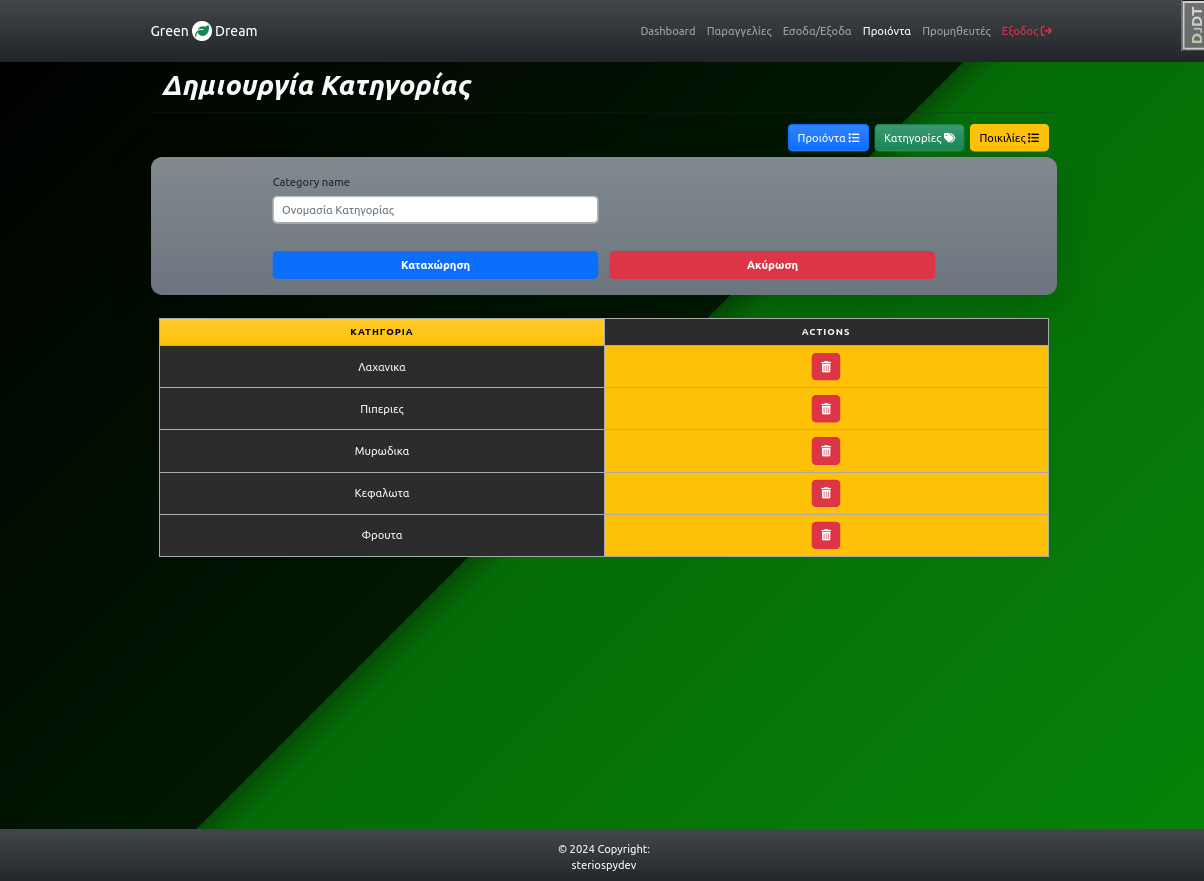 Green Dream
Dashboard Παραγγελίες Εσοδα/Εξοδα Προιόντα Προμηθευτές Εξοδος
DJDT
Δημιουργία Κατηγορίας
Προιόντα Κατηγορίες Ποικιλίες
Category name
Ονομασία Κατηγορίας
Καταχώρηση Ακύρωση
ΚΑΤΗΓΟΡΙΑ ACTIONS
Λαχανικα
Πιπεριες
Μυρωδικα
Κεφαλωτα
Φρουτα
© 2024 Copyright:
steriospydev